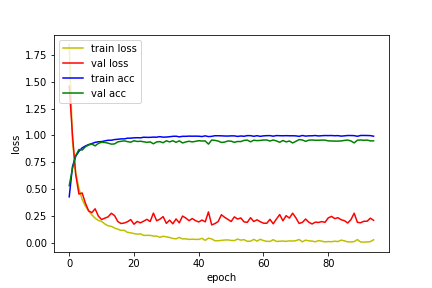 train loss
val loss
train acc
val acc
1.75
1.50
1.25
1.00
0.75
0.50
0.25
0.00
loss
0 20 40 60 80
epoch